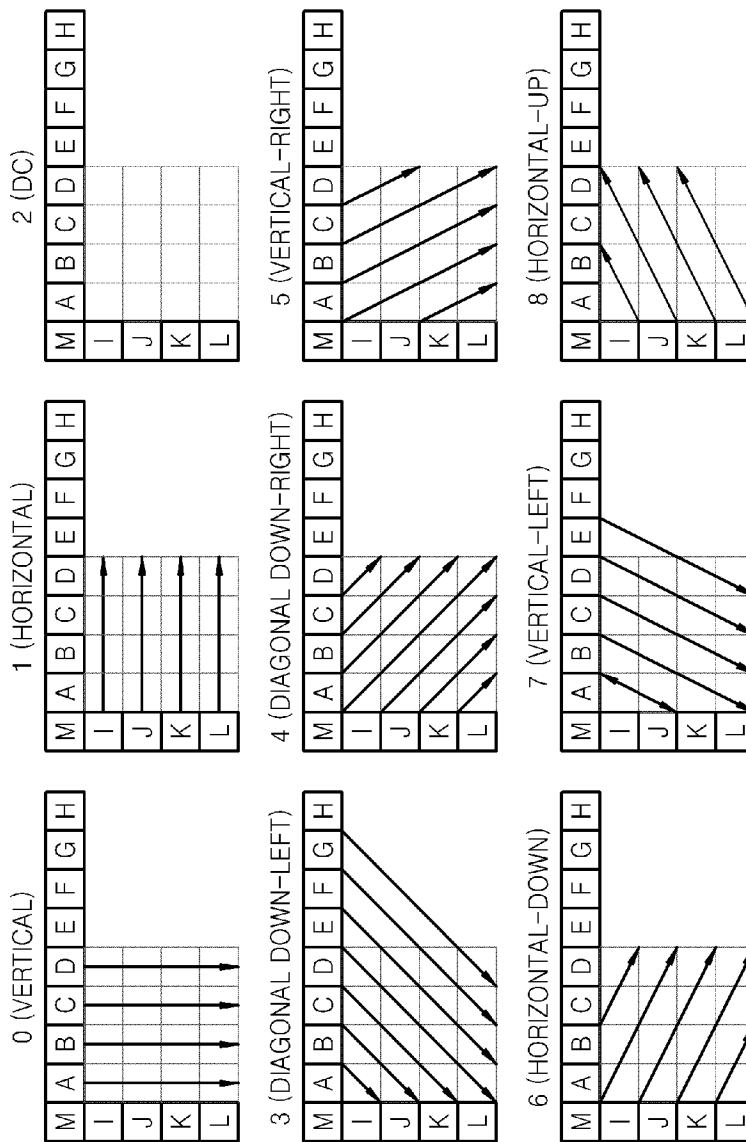 0 (VERTICAL)
M A B C D E F G H
I
J
K
L
1 (HORIZONTAL)
M A B C D E F G H
I
J
K
L
2 (DC)
M A B C D E F G H
I
J
K
L
3 (DIAGONAL DOWN-LEFT)
M A B C D E F G H
I
J
K
L
4 (DIAGONAL DOWN-RIGHT)
M A B C D E F G H
I
J
K
L
5 (VERTICAL-RIGHT)
M A B C D E F G H
I
J
K
L
6 (HORIZONTAL-DOWN)
M A B C D E F G H
I
J
K
L
7 (VERTICAL-LEFT)
M A B C D E F G H
I
J
K
L
8 (HORIZONTAL-UP)
M A B C D E F G H
I
J
K
L